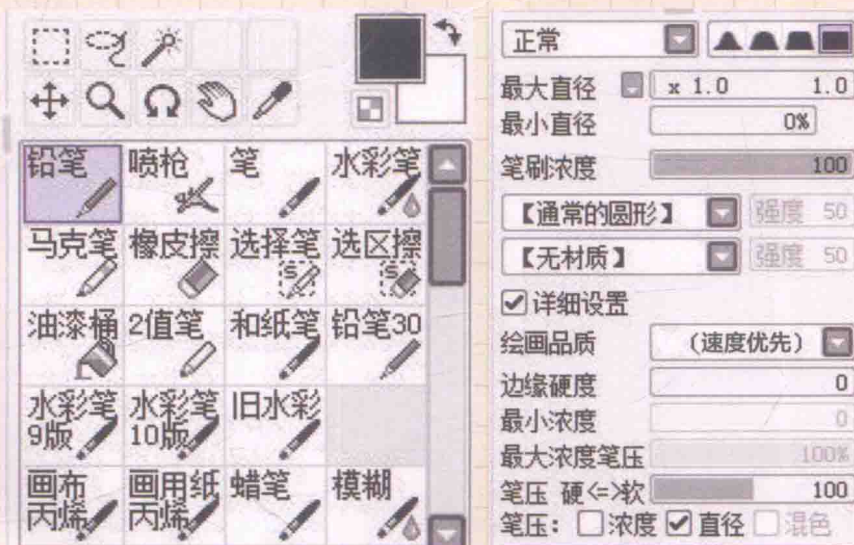 铅笔 喷枪 笔 水彩笔
马克笔 橡皮擦 选择笔 选区擦
油漆桶 2值笔 和纸笔 铅笔30
水彩笔9版 水彩笔10版 旧水彩
画布丙烯 画用纸丙烯 蜡笔 模糊
正常
最大直径 x 1.0 1.0
最小直径 0%
笔刷浓度 100
【通常的圆形】 强度 50
【无材质】 强度 50
详细设置
绘画品质 (速度优先)
边缘硬度 0
最小浓度 0
最大浓度笔压 100%
笔压 硬<=>软 100
笔压: 浓度 直径 混色